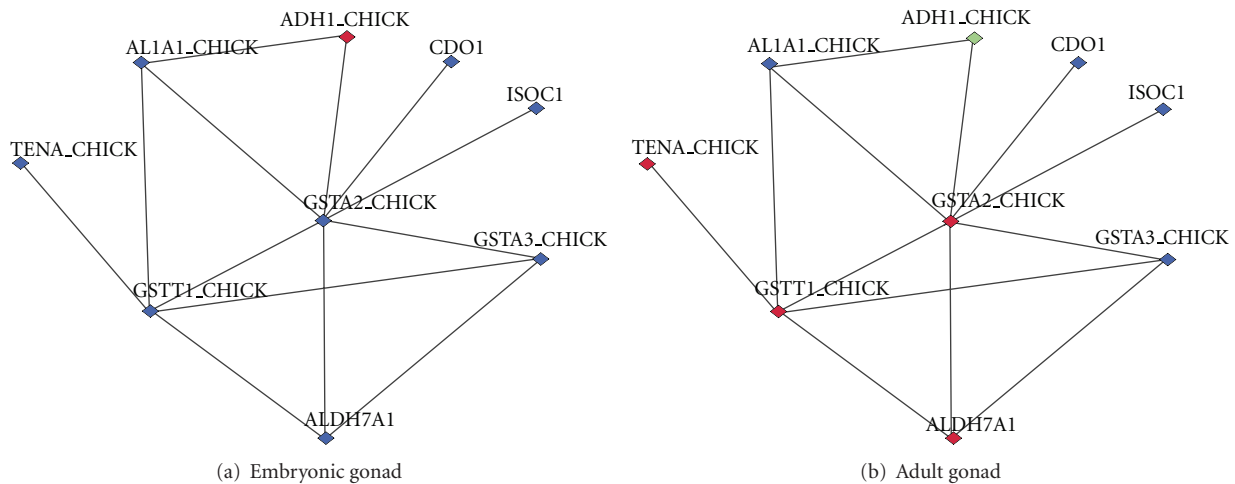 ADH1_CHICK
AL1A1_CHICK
CDO1
ISOC1
TENA_CHICK
GSTA2_CHICK
GSTA3_CHICK
GSTT1_CHICK
ALDH7A1
(a) Embryonic gonad
ADH1_CHICK
AL1A1_CHICK
CDO1
ISOC1
TENA_CHICK
GSTA2_CHICK
GSTA3_CHICK
GSTT1_CHICK
ALDH7A1
(b) Adult gonad